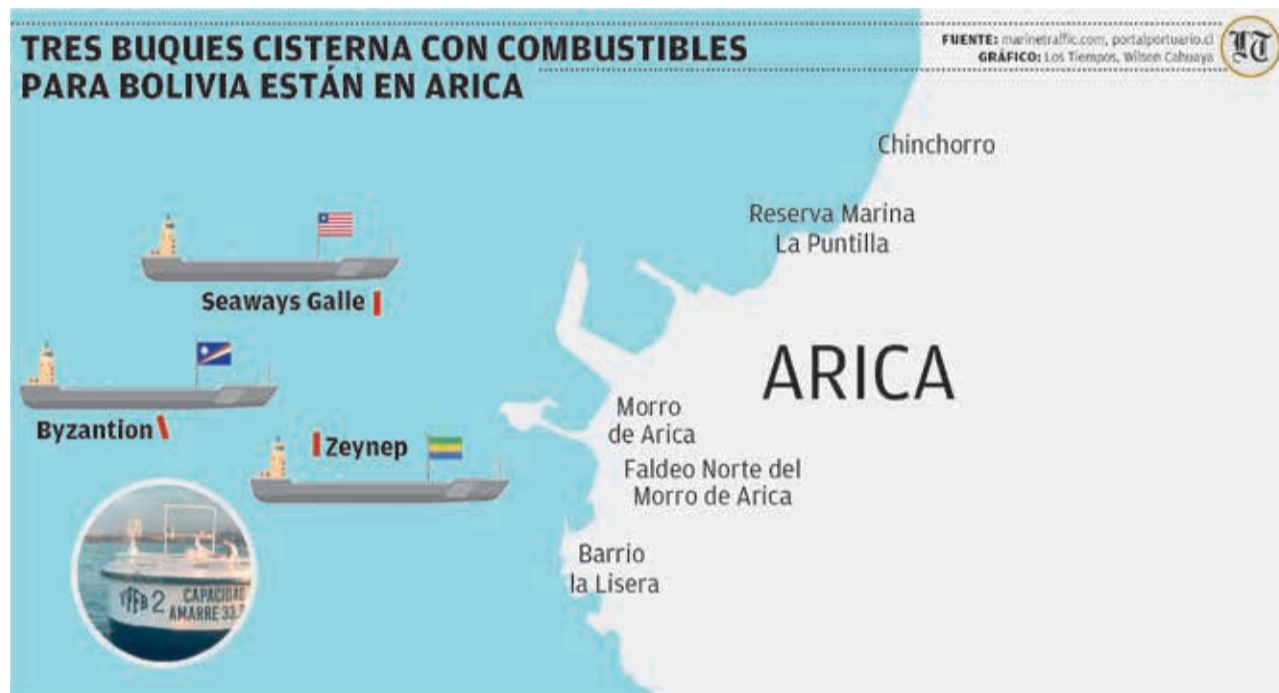 TRES BUQUES CISTERNA CON COMBUSTIBLES
PARA BOLIVIA ESTÁN EN ARICA
FUENTE: marinetraffic.com, portalportuario.cl
GRÁFICO: Los Tiempos, Wilson Cahuaya
LT
Chinchorro
Reserva Marina
La Puntilla
Seaways Galle
ARICA
Byzantion
Zeynep
Morro
de Arica
Faldeo Norte del
Morro de Arica
Barrio
la Lisera
YPFB 2
CAPACIDAD
AMARRE 33.